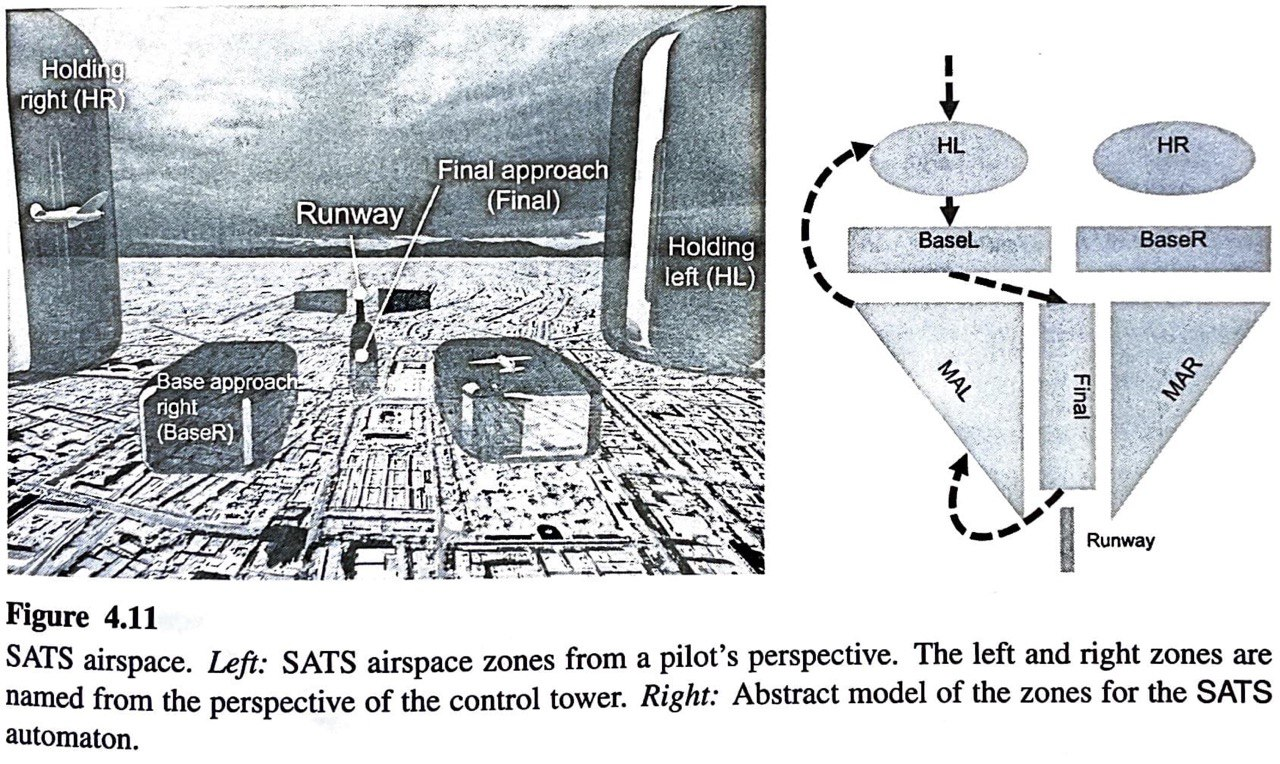 Holding
right (HR)
Final approach
(Final)
Runway
Holding
left (HL)
Base approach
right
(BaseR)
HL
HR
BaseL
BaseR
MAL
Final
MAR
Runway
Figure 4.11
SATS airspace. Left: SATS airspace zones from a pilot's perspective. The left and right zones are
named from the perspective of the control tower. Right: Abstract model of the zones for the SATS
automaton.